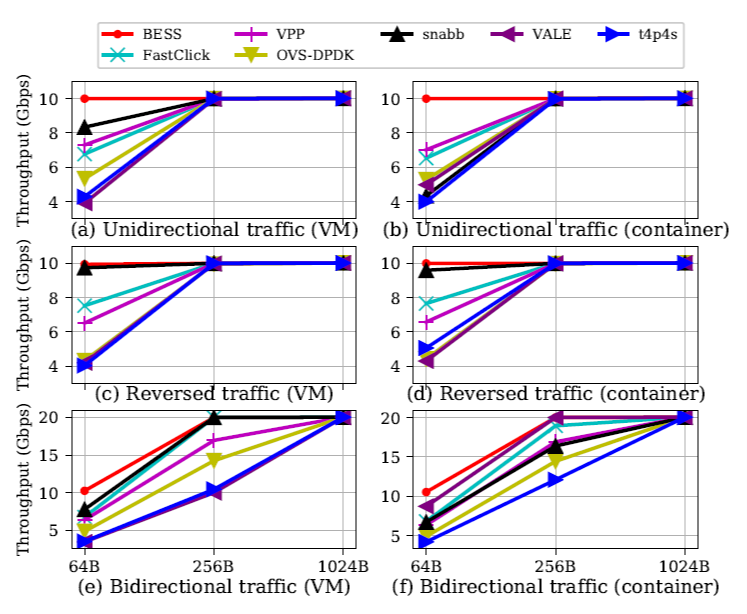 BESS VPP snabb VALE t4p4s
FastClick OVS-DPDK
Throughput (Gbps)
10
8
6
4
(a) Unidirectional traffic (VM)
10
8
6
4
(b) Unidirectional traffic (container)
Throughput (Gbps)
10
8
6
4
(c) Reversed traffic (VM)
10
8
6
4
(d) Reversed traffic (container)
Throughput (Gbps)
20
15
10
5
64B 256B 1024B
(e) Bidirectional traffic (VM)
20
15
10
5
64B 256B 1024B
(f) Bidirectional traffic (container)